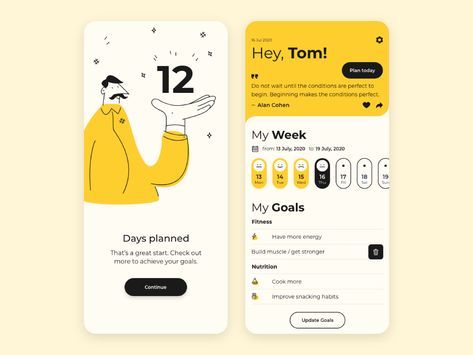 12
Days planned
That's a great start. Check out
more to achieve your goals.
Continue
16 Jul 2020
Hey, Tom!
Plan today
Do not wait until the conditions are perfect to
begin. Beginning makes the conditions perfect.
— Alan Cohen
My Week
from 13 July, 2020 to 19 July, 2020
13 14 15 16 17 18 19
Mon Tue Wed Thu Fri Sat Sun
My Goals
Fitness
Have more energy
Build muscle / get stronger
Nutrition
Cook more
Improve snacking habits
Update Goals